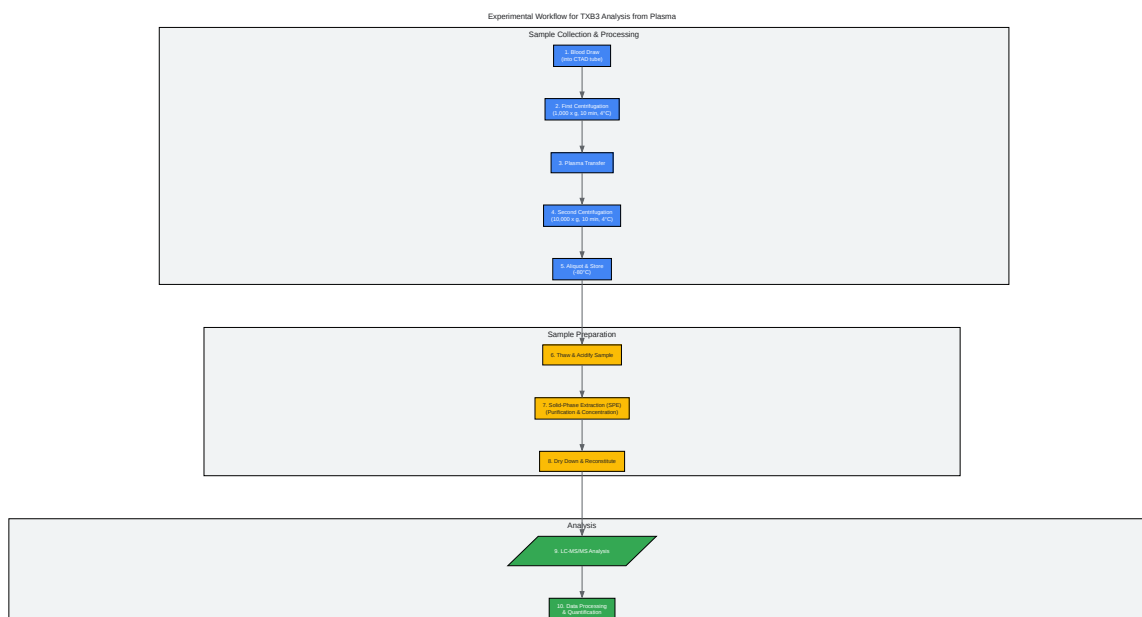 Experimental Workflow for TXB3 Analysis from Plasma
Sample Collection & Processing
1. Blood Draw
(into CTAD tubes)
2. First Centrifugation
(1,000 x g, 10 min, 4°C)
3. Plasma Transfer
4. Second Centrifugation
(10,000 x g, 10 min, 4°C)
5. Aliquot & Store
(-80°C)
Sample Preparation
6. Thaw & Acidify Sample
7. Solid-Phase Extraction (SPE)
(Purification & Concentration)
8. Dry Down & Reconstitute
Analysis
9. LC-MS/MS Analysis
10. Data Processing
& Quantification